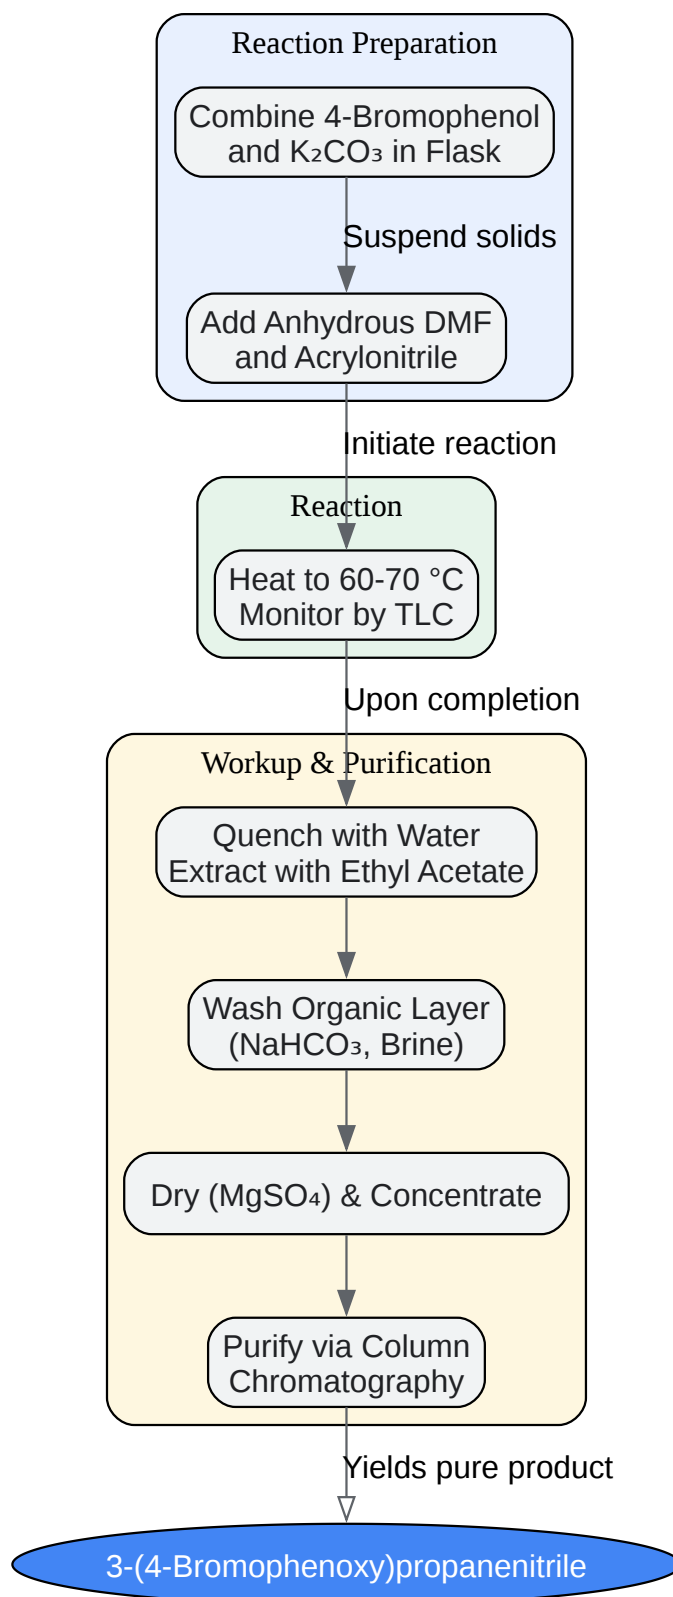 Reaction Preparation
Combine 4-Bromophenol
and K₂CO₃ in Flask
Suspend solids
Add Anhydrous DMF
and Acrylonitrile
Initiate reaction
Reaction
Heat to 60-70 °C
Monitor by TLC
Upon completion
Workup & Purification
Quench with Water
Extract with Ethyl Acetate
Wash Organic Layer
(NaHCO₃, Brine)
Dry (MgSO₄) & Concentrate
Purify via Column
Chromatography
Yields pure product
3-(4-Bromophenoxy)propanenitrile